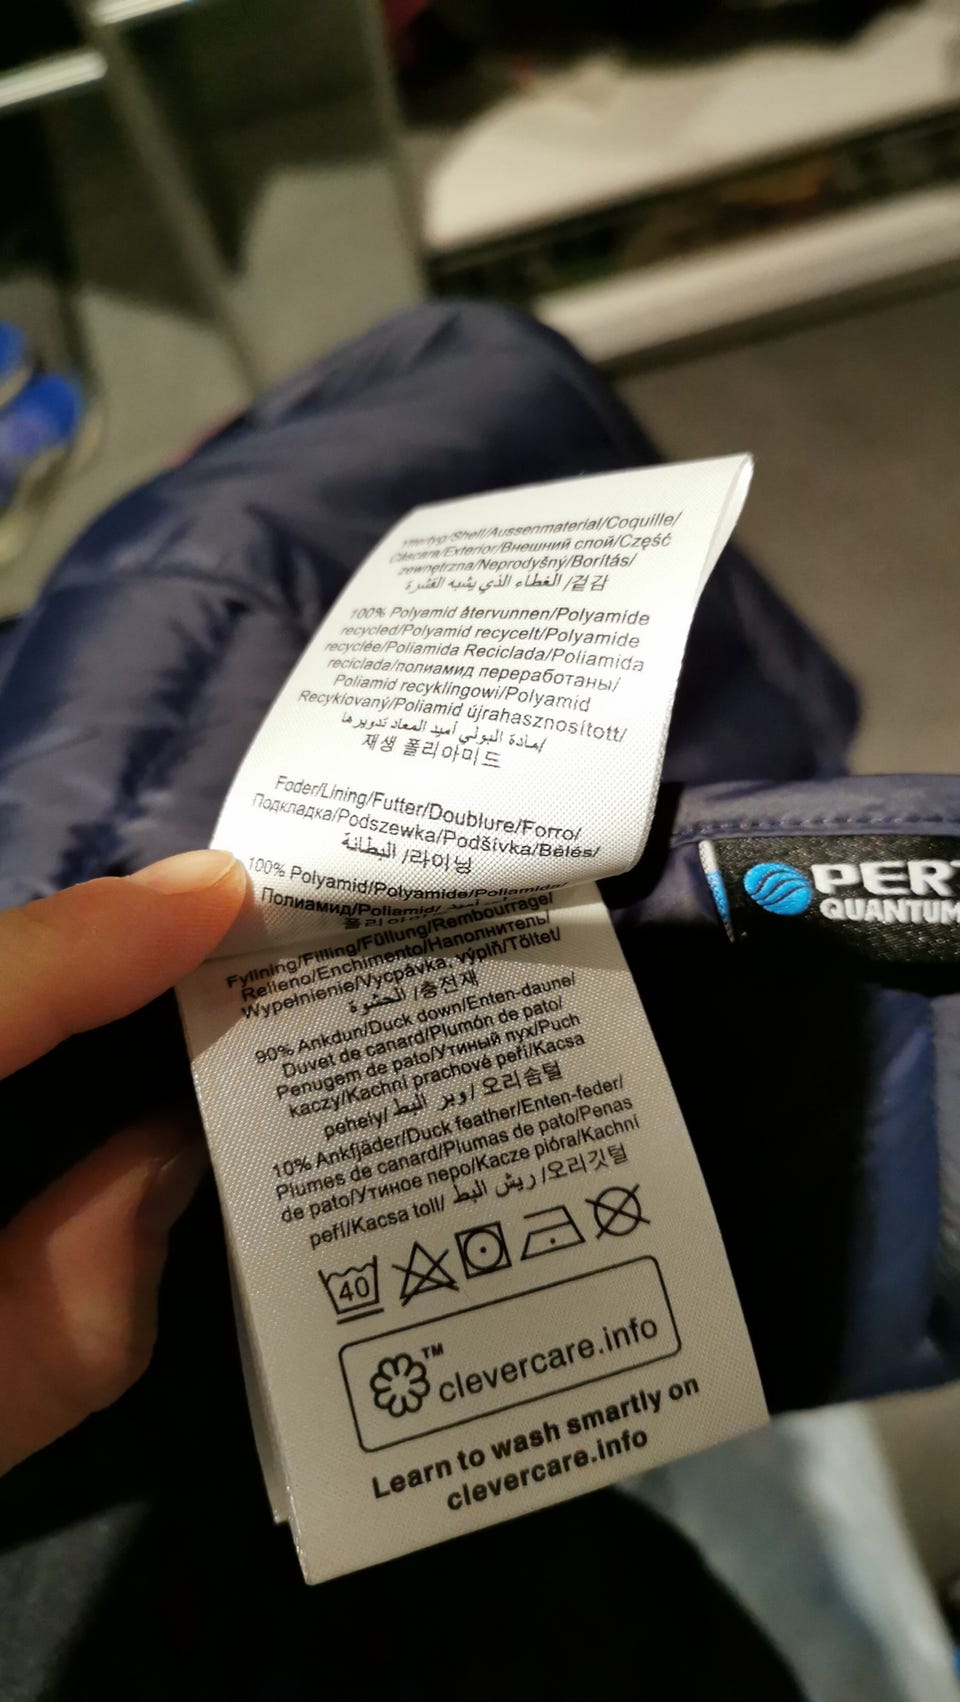 Yttertyg/Shell/Aussenmaterial/Coquille/
Cáscara/Exterior/Внешний слой/Część
zewnętrzna/Neprodyšný/Borítás/
الغطاء الذي يشبه القشرة /겉감
100% Polyamid återvunnen/Polyamide
recycled/Polyamid recycelt/Polyamide
recyclée/Poliamida Reciclada/Poliamida
reciclada/полиамид переработаны/
Poliamid recyklingowi/Polyamid
Recyklovaný/Poliamid újrahasznosított/
مادة البولي أميد المعاد تدويرها/
재생 폴리아미드
Foder/Lining/Futter/Doublure/Forro/
Подкладка/Podszewka/Podšívka/Bélés/
البطانة /라이닝
100% Polyamid/Polyamide/Poliamida/
Полиамид/Poliamid/
Fyllning/Filling/Füllung/Rembourrage/
Relleno/Enchimento/Наполнитель/
Wypełnienie/Vycpávka, výplň/Töltet/
الحشوة /충전재
90% Ankdun/Duck down/Enten-daune/
Duvet de canard/Plumón de pato/
Penugem de pato/Утиный пух/Puch
kaczy/Kachní prachové peří/Kacsa
pehely/ وبر البط /오리솜털
10% Ankfjäder/Duck feather/Enten-feder/
Plumes de canard/Plumas de pato/Penas
de pato/Утиное перо/Kacze pióra/Kachní
peří/Kacsa toll/ ريش البط /오리깃털
40
™
clevercare.info
Learn to wash smartly on
clevercare.info
PERT
QUANTUM